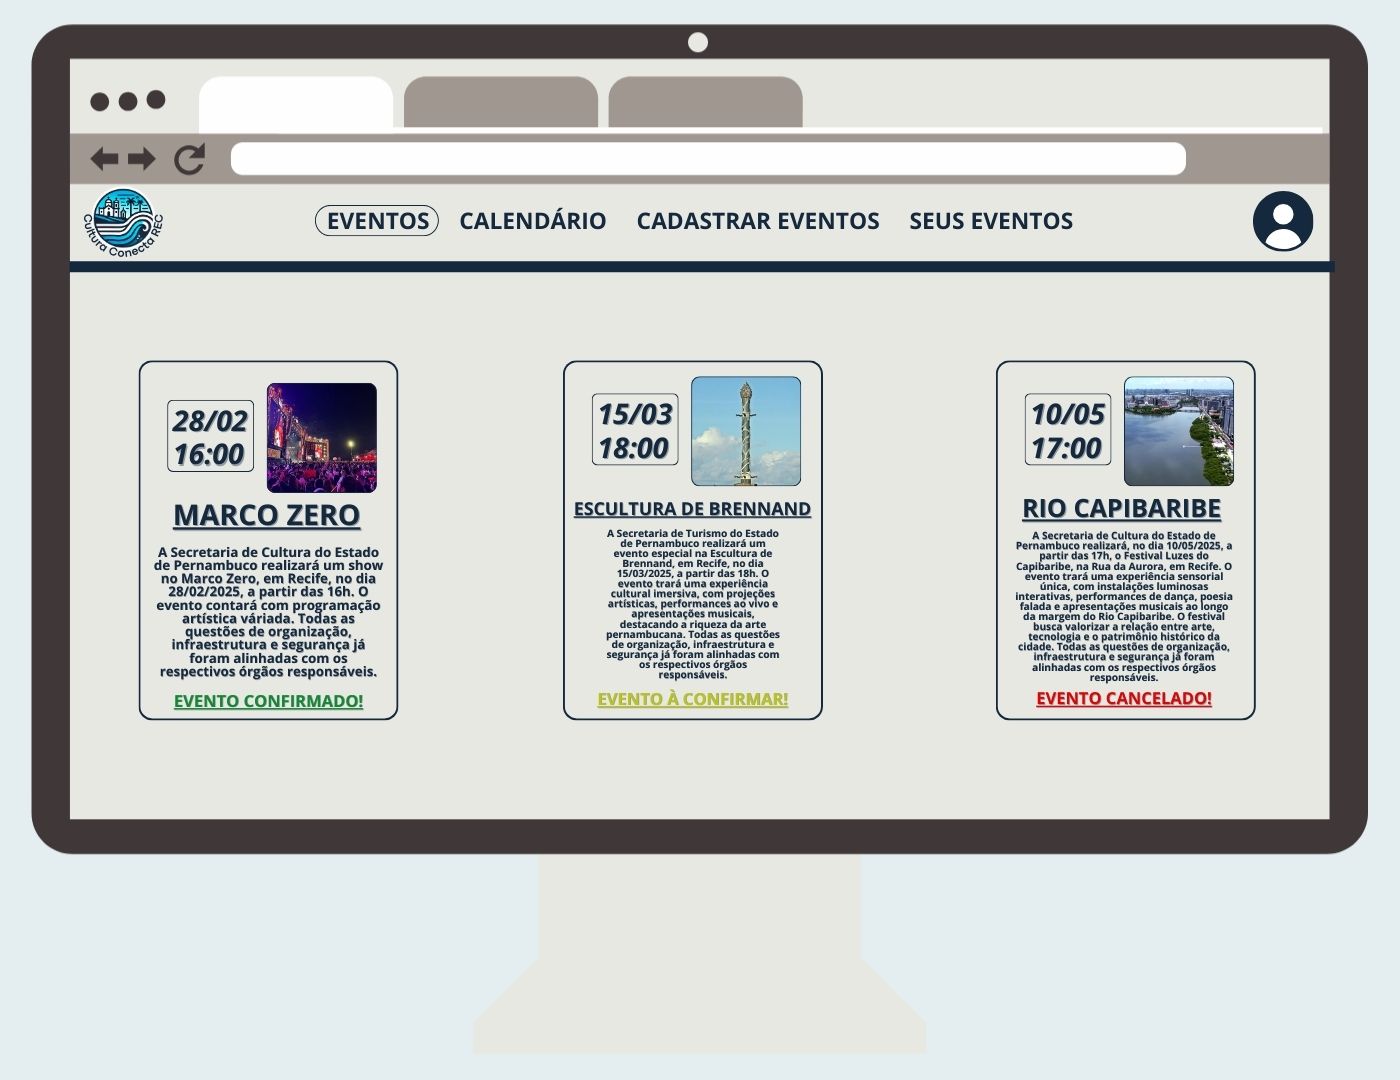 Cultura Conecta REC
EVENTOS CALENDÁRIO CADASTRAR EVENTOS SEUS EVENTOS
28/02
16:00
MARCO ZERO
A Secretaria de Cultura do Estado
de Pernambuco realizará um show
no Marco Zero, em Recife, no dia
28/02/2025, a partir das 16h. O
evento contará com programação
artística váriada. Todas as
questões de organização,
infraestrutura e segurança já
foram alinhadas com os
respectivos órgãos responsáveis.
EVENTO CONFIRMADO!
15/03
18:00
ESCULTURA DE BRENNAND
A Secretaria de Turismo do Estado
de Pernambuco realizará um
evento especial na Escultura de
Brennand, em Recife, no dia
15/03/2025, a partir das 18h. O
evento trará uma experiência
cultural imersiva, com projeções
artísticas, performances ao vivo e
apresentações musicais,
destacando a riqueza da arte
pernambucana. Todas as questões
de organização, infraestrutura e
segurança já foram alinhadas com
os respectivos órgãos
responsáveis.
EVENTO À CONFIRMAR!
10/05
17:00
RIO CAPIBARIBE
A Secretaria de Cultura do Estado de
Pernambuco realizará, no dia 10/05/2025, a
partir das 17h, o Festival Luzes do
Capibaribe, na Rua da Aurora, em Recife. O
evento trará uma experiência sensorial
única, com instalações luminosas
interativas, performances de dança, poesia
falada e apresentações musicais ao longo
da margem do Rio Capibaribe. O festival
busca valorizar a relação entre arte,
tecnologia e o patrimônio histórico da
cidade. Todas as questões de organização,
infraestrutura e segurança já foram
alinhadas com os respectivos órgãos
responsáveis.
EVENTO CANCELADO!